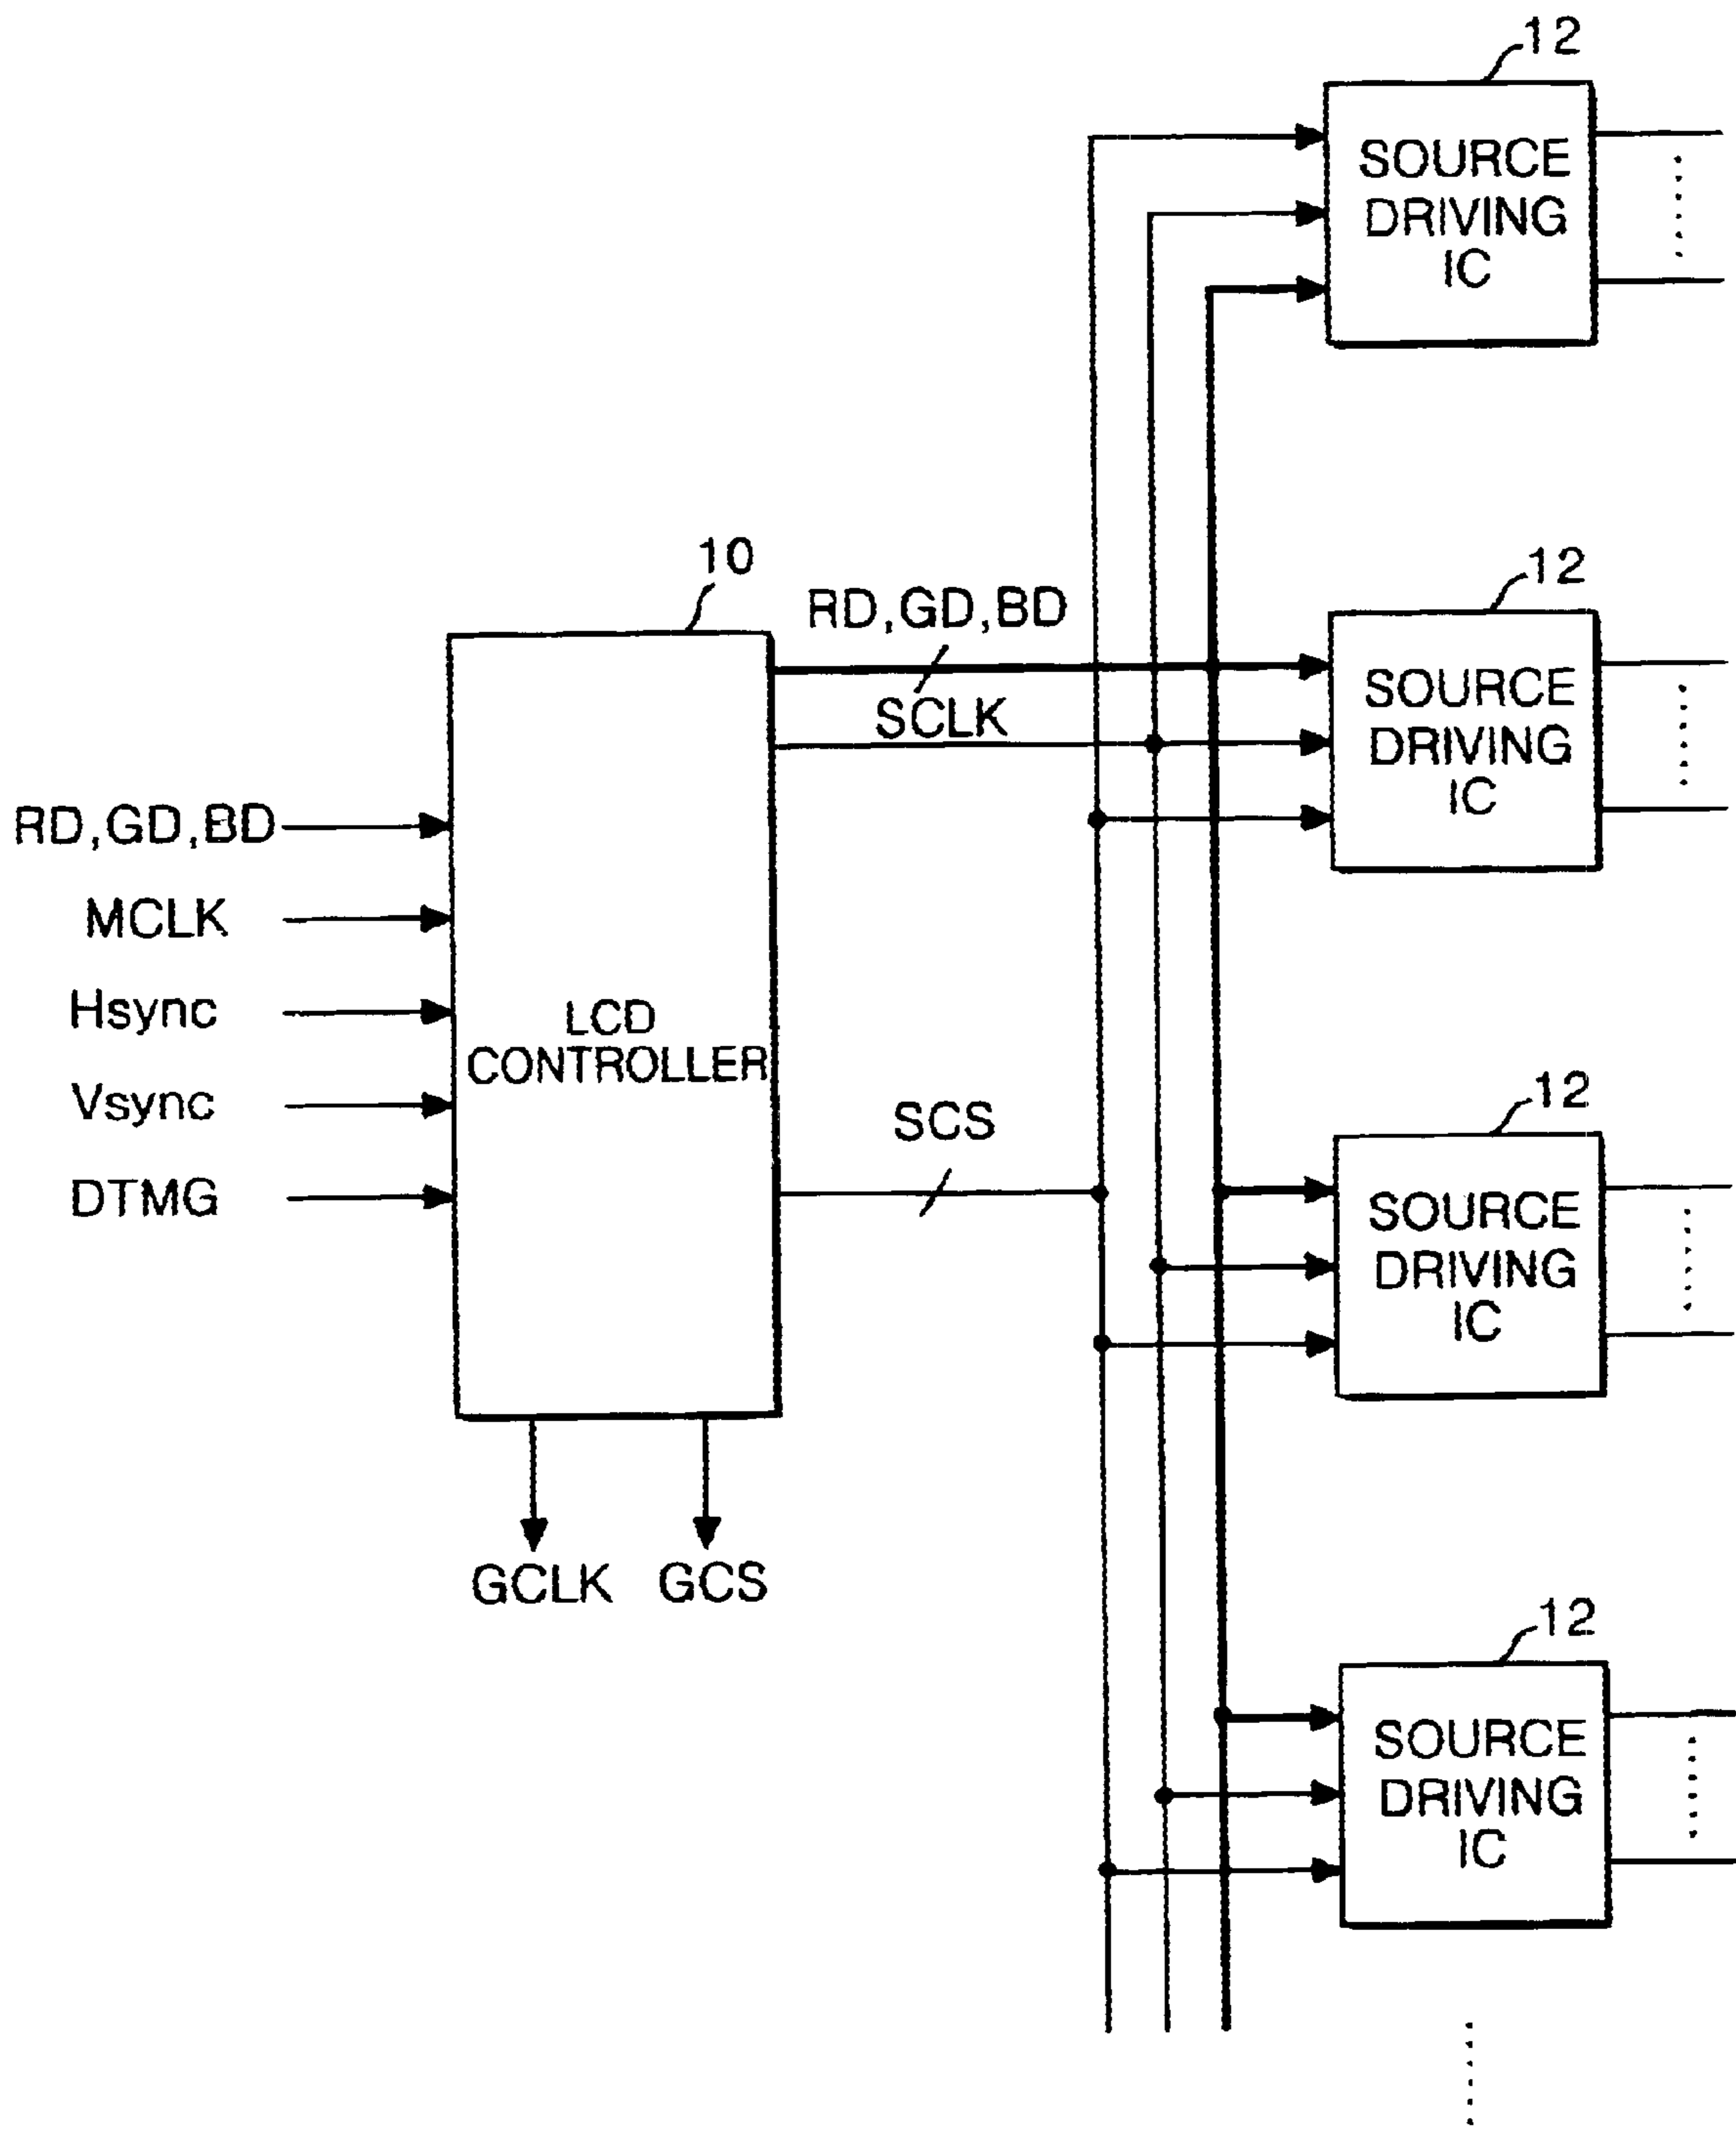 12
SOURCE
DRIVING
IC
10
RD,GD,BD
SCLK
12
SOURCE
DRIVING
IC
RD,GD,BD
MCLK
Hsync
Vsync
DTMG
LCD
CONTROLLER
SCS
12
SOURCE
DRIVING
IC
GCLK GCS
12
SOURCE
DRIVING
IC